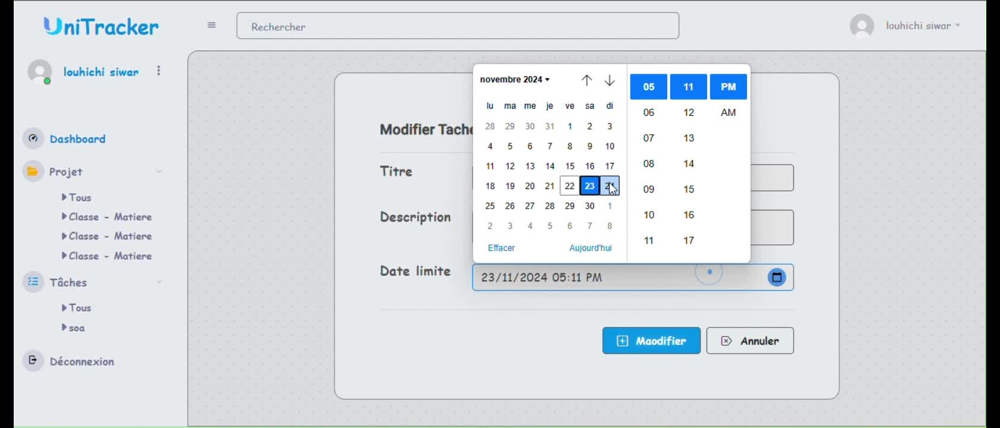 UniTracker
Rechercher
louhichi siwar
louhichi siwar
Dashboard
Projet
Tous
Classe - Matiere
Classe - Matiere
Classe - Matiere
Tâches
Tous
soa
Déconnexion
Modifier Tache
Titre
Description
Date limite
novembre 2024
lu ma me je ve sa di
28 29 30 31 1 2 3
4 5 6 7 8 9 10
11 12 13 14 15 16 17
18 19 20 21 22 23
25 26 27 28 29 30 1
2 3 4 5 6 7 8
Effacer Aujourd'hui
05 11 PM
06 12 AM
07 13
08 14
09 15
10 16
11 17
23/11/2024 05:11 PM
Maodifier
Annuler